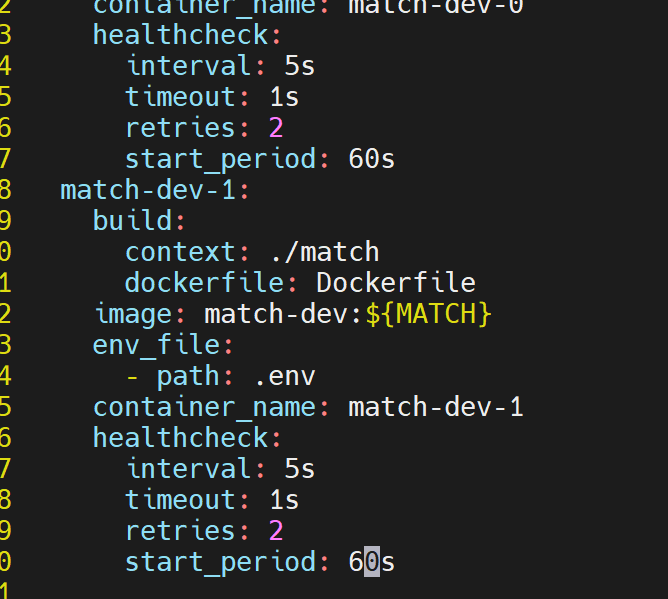 2     container_name: match-dev-0
3     healthcheck:
4       interval: 5s
5       timeout: 1s
6       retries: 2
7       start_period: 60s
8   match-dev-1:
9     build:
0       context: ./match
1       dockerfile: Dockerfile
2     image: match-dev:${MATCH}
3     env_file:
4       - path: .env
5     container_name: match-dev-1
6     healthcheck:
7       interval: 5s
8       timeout: 1s
9       retries: 2
0       start_period: 60s
1